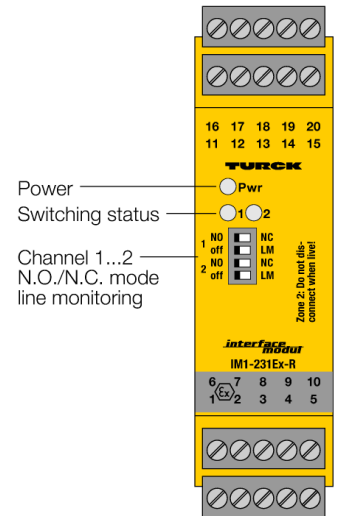 16 17 18 19 20
11 12 13 14 15
TURCK
Power
Pwr
Switching status
1 2
Channel 1...2
N.O./N.C. mode
line monitoring
1 NO NC
off LM
2 NO NC
off LM
Zone 2: Do not dis-
connect when live!
interface
modul
IM1-231Ex-R
6 7 8 9 10
Ex
1 2 3 4 5